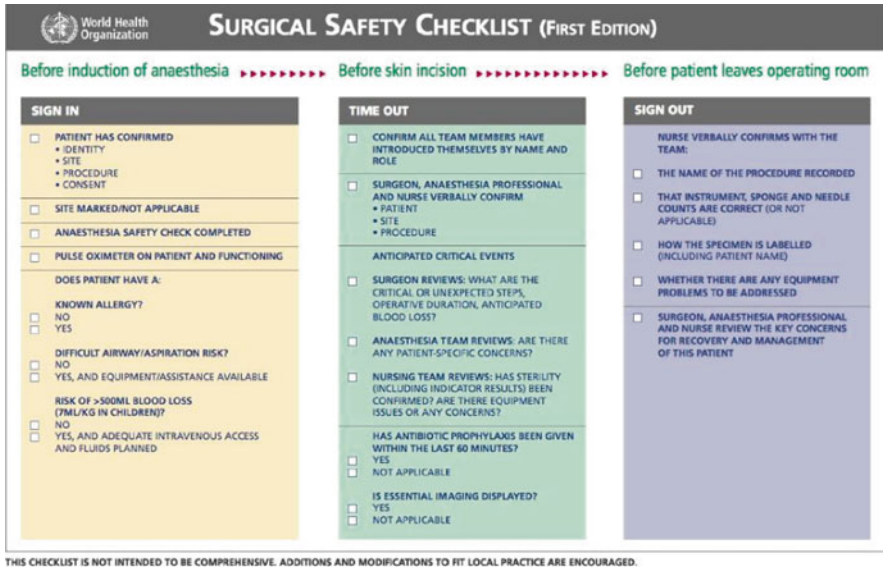 World Health
Organization
SURGICAL SAFETY CHECKLIST (FIRST EDITION)
Before induction of anaesthesia
Before skin incision
Before patient leaves operating room
SIGN IN
PATIENT HAS CONFIRMED
• IDENTITY
• SITE
• PROCEDURE
• CONSENT
SITE MARKED/NOT APPLICABLE
ANAESTHESIA SAFETY CHECK COMPLETED
PULSE OXIMETER ON PATIENT AND FUNCTIONING
DOES PATIENT HAVE A:
KNOWN ALLERGY?
NO
YES
DIFFICULT AIRWAY/ASPIRATION RISK?
NO
YES, AND EQUIPMENT/ASSISTANCE AVAILABLE
RISK OF >500ML BLOOD LOSS
(7ML/KG IN CHILDREN)?
NO
YES, AND ADEQUATE INTRAVENOUS ACCESS
AND FLUIDS PLANNED
TIME OUT
CONFIRM ALL TEAM MEMBERS HAVE
INTRODUCED THEMSELVES BY NAME AND
ROLE
SURGEON, ANAESTHESIA PROFESSIONAL
AND NURSE VERBALLY CONFIRM
• PATIENT
• SITE
• PROCEDURE
ANTICIPATED CRITICAL EVENTS
SURGEON REVIEWS: WHAT ARE THE
CRITICAL OR UNEXPECTED STEPS,
OPERATIVE DURATION, ANTICIPATED
BLOOD LOSS?
ANAESTHESIA TEAM REVIEWS: ARE THERE
ANY PATIENT-SPECIFIC CONCERNS?
NURSING TEAM REVIEWS: HAS STERILITY
(INCLUDING INDICATOR RESULTS) BEEN
CONFIRMED? ARE THERE EQUIPMENT
ISSUES OR ANY CONCERNS?
HAS ANTIBIOTIC PROPHYLAXIS BEEN GIVEN
WITHIN THE LAST 60 MINUTES?
YES
NOT APPLICABLE
IS ESSENTIAL IMAGING DISPLAYED?
YES
NOT APPLICABLE
SIGN OUT
NURSE VERBALLY CONFIRMS WITH THE
TEAM:
THE NAME OF THE PROCEDURE RECORDED
THAT INSTRUMENT, SPONGE AND NEEDLE
COUNTS ARE CORRECT (OR NOT
APPLICABLE)
HOW THE SPECIMEN IS LABELLED
(INCLUDING PATIENT NAME)
WHETHER THERE ARE ANY EQUIPMENT
PROBLEMS TO BE ADDRESSED
SURGEON, ANAESTHESIA PROFESSIONAL
AND NURSE REVIEW THE KEY CONCERNS
FOR RECOVERY AND MANAGEMENT
OF THIS PATIENT
THIS CHECKLIST IS NOT INTENDED TO BE COMPREHENSIVE. ADDITIONS AND MODIFICATIONS TO FIT LOCAL PRACTICE ARE ENCOURAGED.